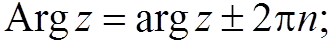 Arg z = arg z ± 2πn;